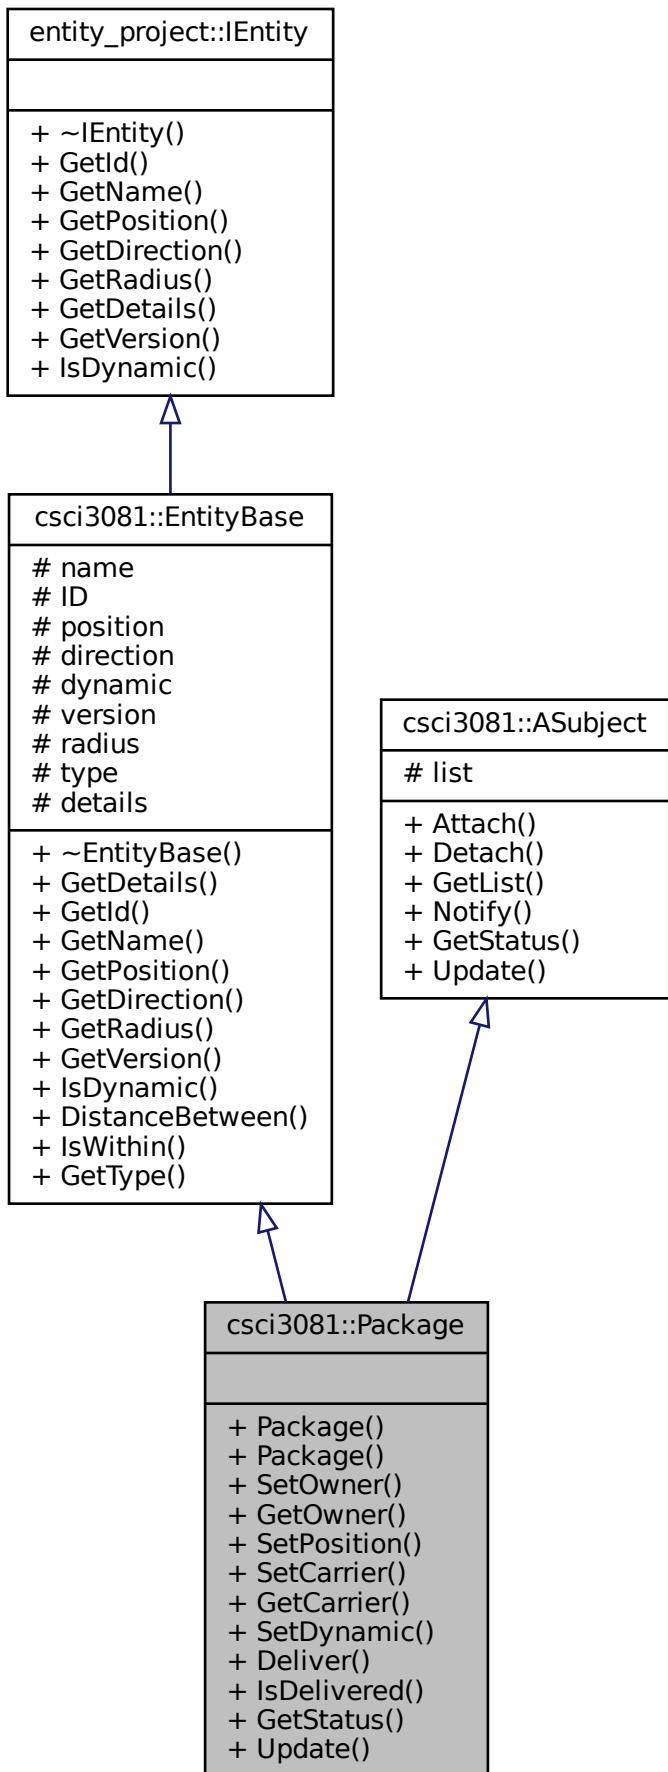 entity_project::IEntity
+ ~IEntity()
+ GetId()
+ GetName()
+ GetPosition()
+ GetDirection()
+ GetRadius()
+ GetDetails()
+ GetVersion()
+ IsDynamic()
csci3081::EntityBase
# name
# ID
# position
# direction
# dynamic
# version
# radius
# type
# details
+ ~EntityBase()
+ GetDetails()
+ GetId()
+ GetName()
+ GetPosition()
+ GetDirection()
+ GetRadius()
+ GetVersion()
+ IsDynamic()
+ DistanceBetween()
+ IsWithin()
+ GetType()
csci3081::ASubject
# list
+ Attach()
+ Detach()
+ GetList()
+ Notify()
+ GetStatus()
+ Update()
csci3081::Package
+ Package()
+ Package()
+ SetOwner()
+ GetOwner()
+ SetPosition()
+ SetCarrier()
+ GetCarrier()
+ SetDynamic()
+ Deliver()
+ IsDelivered()
+ GetStatus()
+ Update()